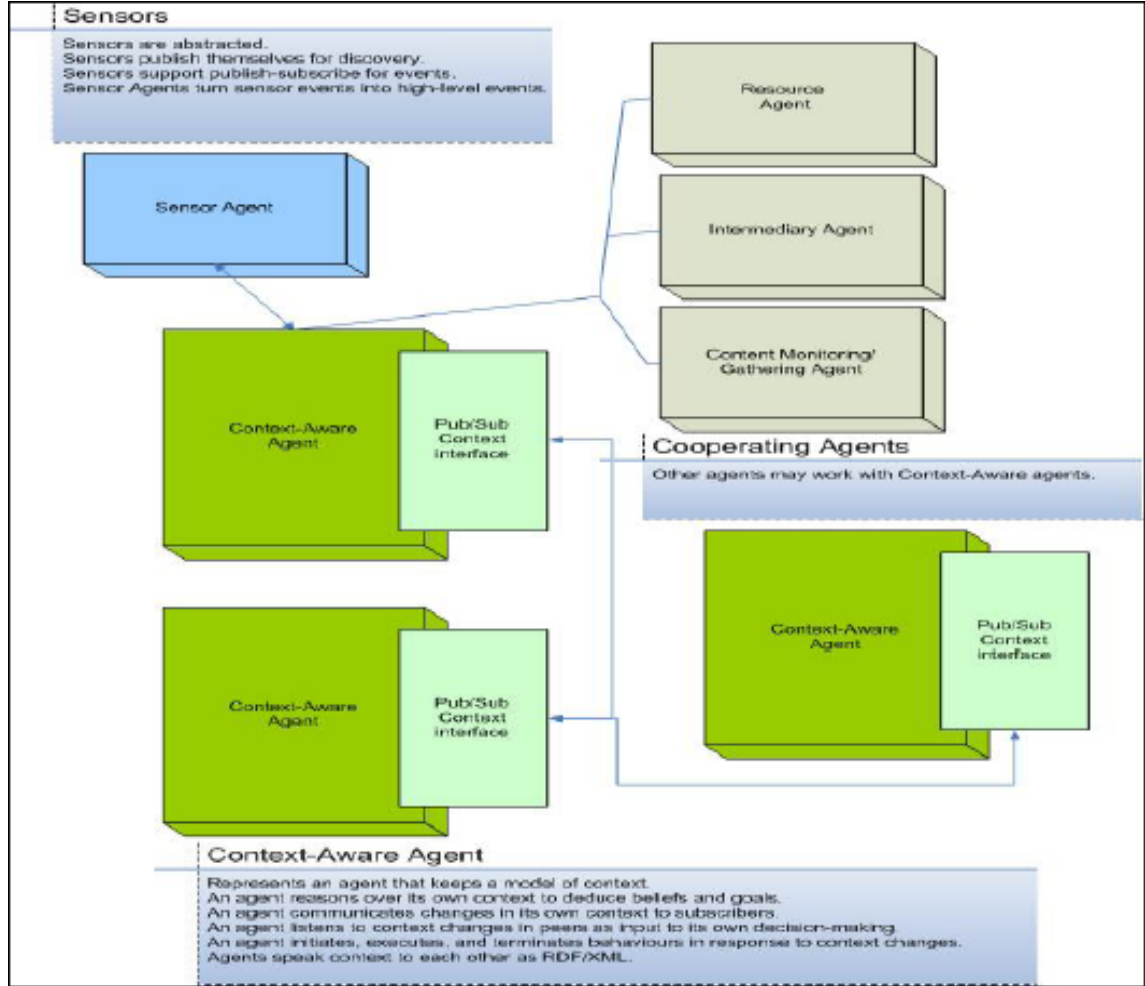 Sensors
Sensors are abstracted.
Sensors publish themselves for discovery.
Sensors support publish-subscribe for events.
Sensor Agents turn sensor events into high-level events.
Resource
Agent
Sensor Agent
Intermediary Agent
Content Monitoring/
Gathering Agent
Context-Aware
Agent
Pub/Sub
Context
interface
Cooperating Agents
Other agents may work with Context-Aware agents.
Context-Aware
Agent
Pub/Sub
Context
interface
Context-Aware
Agent
Pub/Sub
Context
interface
Context-Aware Agent
Represents an agent that keeps a model of context.
An agent reasons over its own context to deduce beliefs and goals.
An agent communicates changes in its own context to subscribers.
An agent listens to context changes in peers as input to its own decision-making.
An agent initiates, executes, and terminates behaviours in response to context changes.
Agents speak context to each other as RDF/XML.